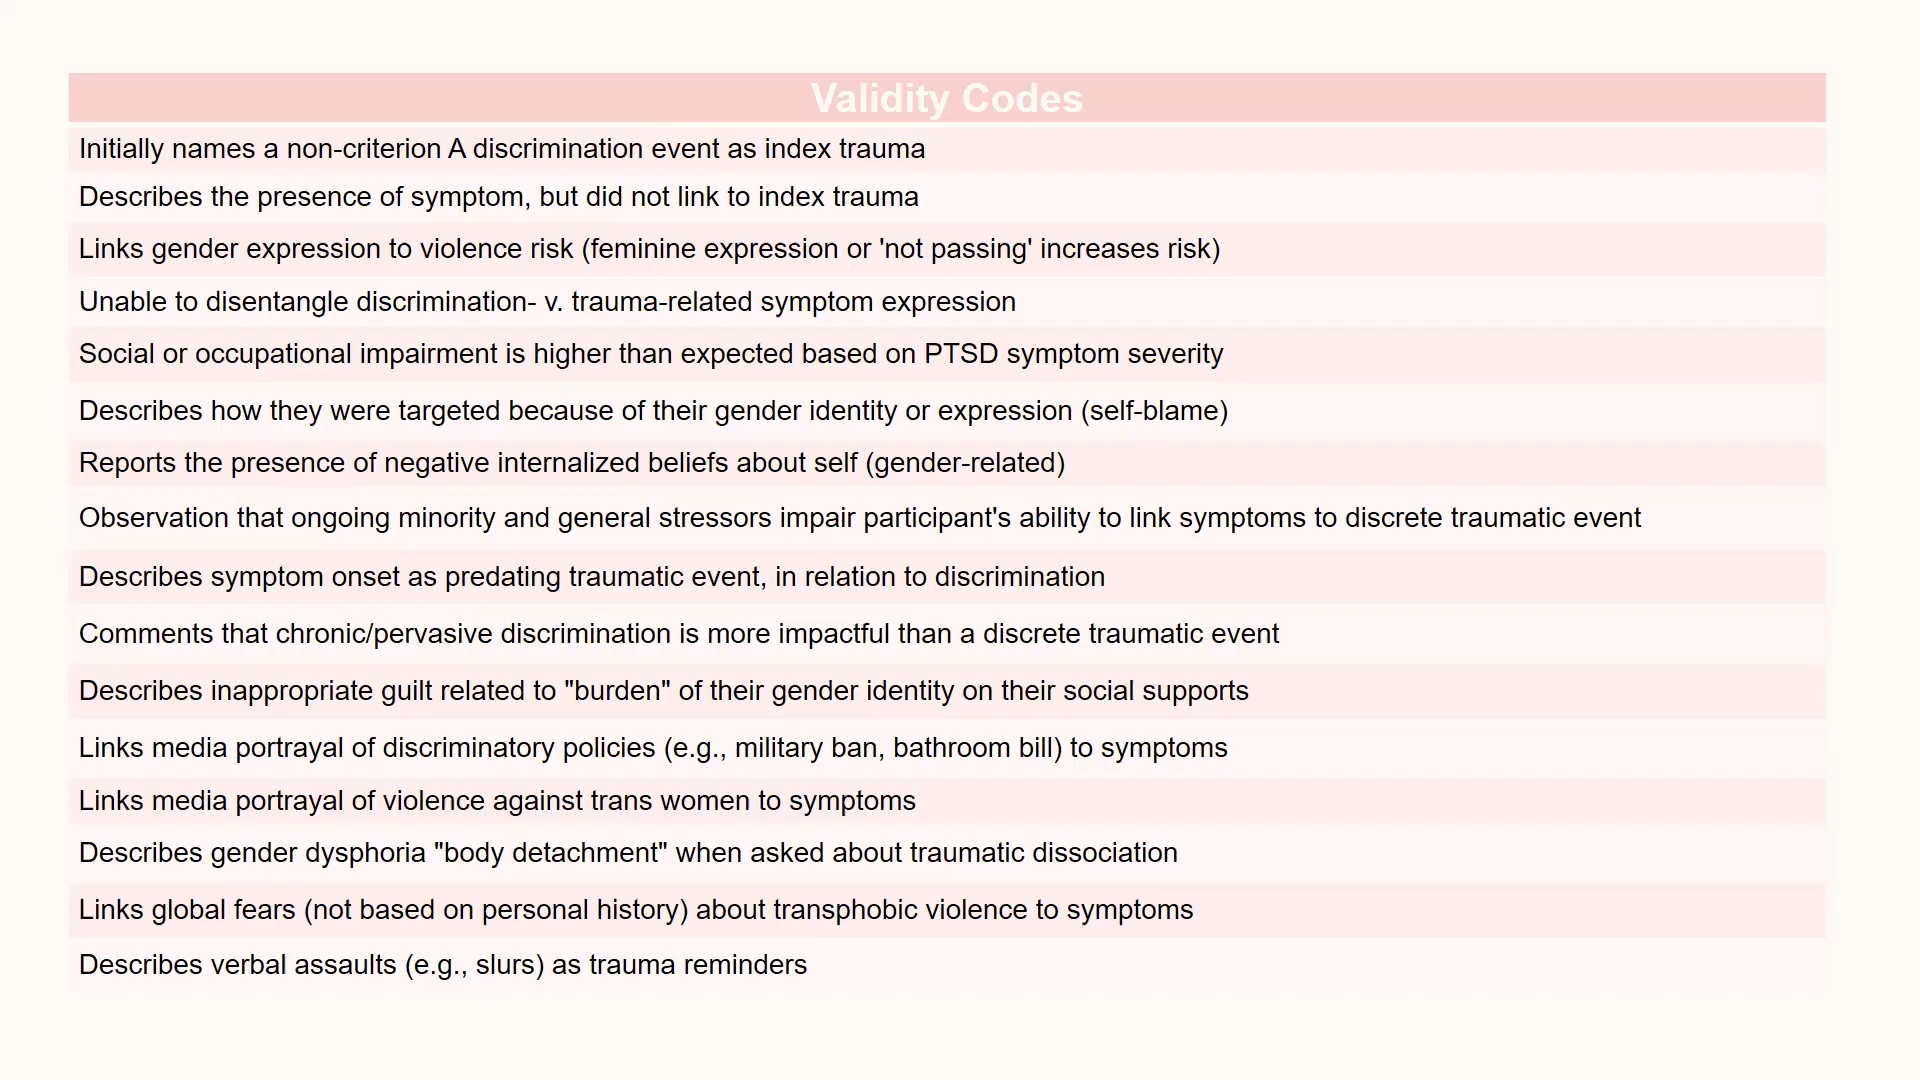 Validity Codes
Initially names a non-criterion A discrimination event as index trauma
Describes the presence of symptom, but did not link to index trauma
Links gender expression to violence risk (feminine expression or 'not passing' increases risk)
Unable to disentangle discrimination- v. trauma-related symptom expression
Social or occupational impairment is higher than expected based on PTSD symptom severity
Describes how they were targeted because of their gender identity or expression (self-blame)
Reports the presence of negative internalized beliefs about self (gender-related)
Observation that ongoing minority and general stressors impair participant's ability to link symptoms to discrete traumatic event
Describes symptom onset as predating traumatic event, in relation to discrimination
Comments that chronic/pervasive discrimination is more impactful than a discrete traumatic event
Describes inappropriate guilt related to "burden" of their gender identity on their social supports
Links media portrayal of discriminatory policies (e.g., military ban, bathroom bill) to symptoms
Links media portrayal of violence against trans women to symptoms
Describes gender dysphoria "body detachment" when asked about traumatic dissociation
Links global fears (not based on personal history) about transphobic violence to symptoms
Describes verbal assaults (e.g., slurs) as trauma reminders